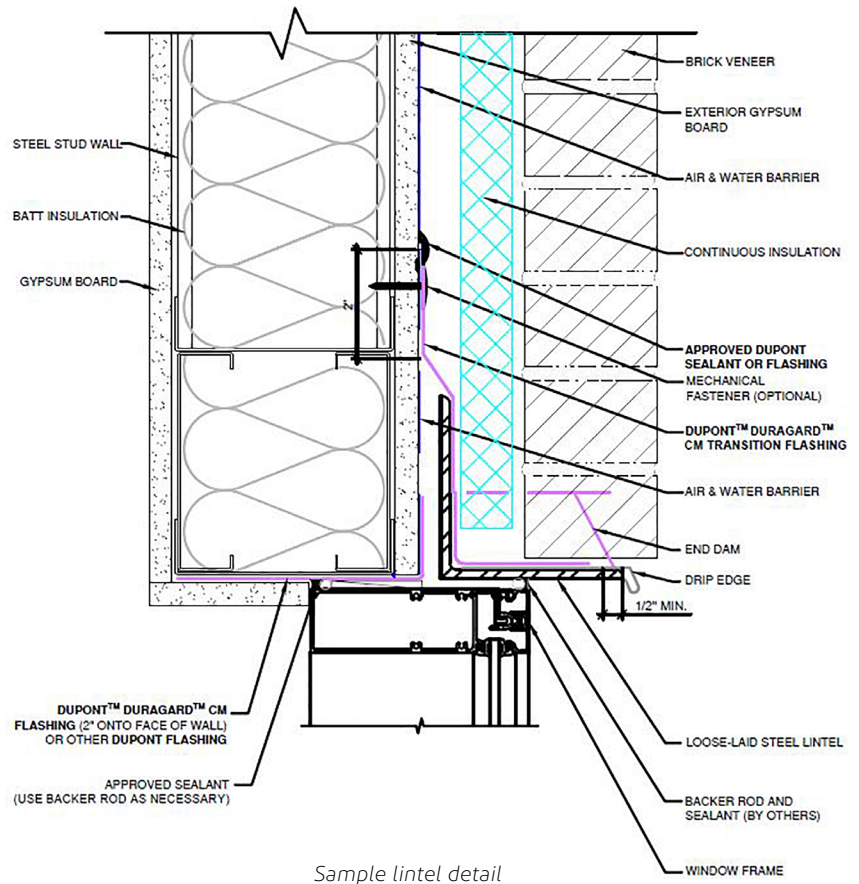 BRICK VENEER
EXTERIOR GYPSUM
BOARD
STEEL STUD WALL
AIR & WATER BARRIER
BATT INSULATION
CONTINUOUS INSULATION
GYPSUM BOARD
2"
APPROVED DUPONT
SEALANT OR FLASHING
MECHANICAL
FASTENER (OPTIONAL)
DUPONT™ DURAGARD™
CM TRANSITION FLASHING
AIR & WATER BARRIER
END DAM
DRIP EDGE
1/2" MIN.
DUPONT™ DURAGARD™ CM
FLASHING (2" ONTO FACE OF WALL)
OR OTHER DUPONT FLASHING
LOOSE-LAID STEEL LINTEL
APPROVED SEALANT
(USE BACKER ROD AS NECESSARY)
BACKER ROD AND
SEALANT (BY OTHERS)
WINDOW FRAME
Sample lintel detail